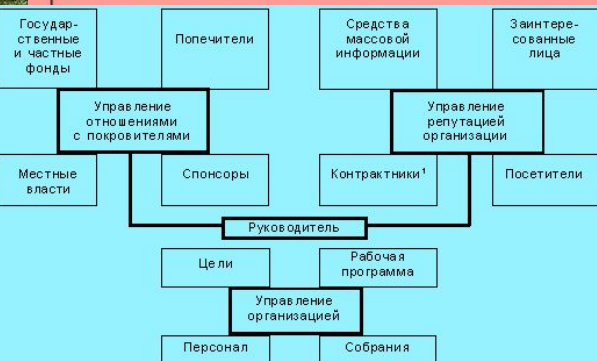 Государ-
ственные
и частные
фонды
Попечители
Средства
массовой
информации
Заинтере-
сованные
лица
Управление
отношениями
с покровителями
Управление
репутацией
организации
Местные
власти
Спонсоры
Контрактники¹
Посетители
Руководитель
Цели
Рабочая
программа
Управление
организацией
Персонал
Собрания